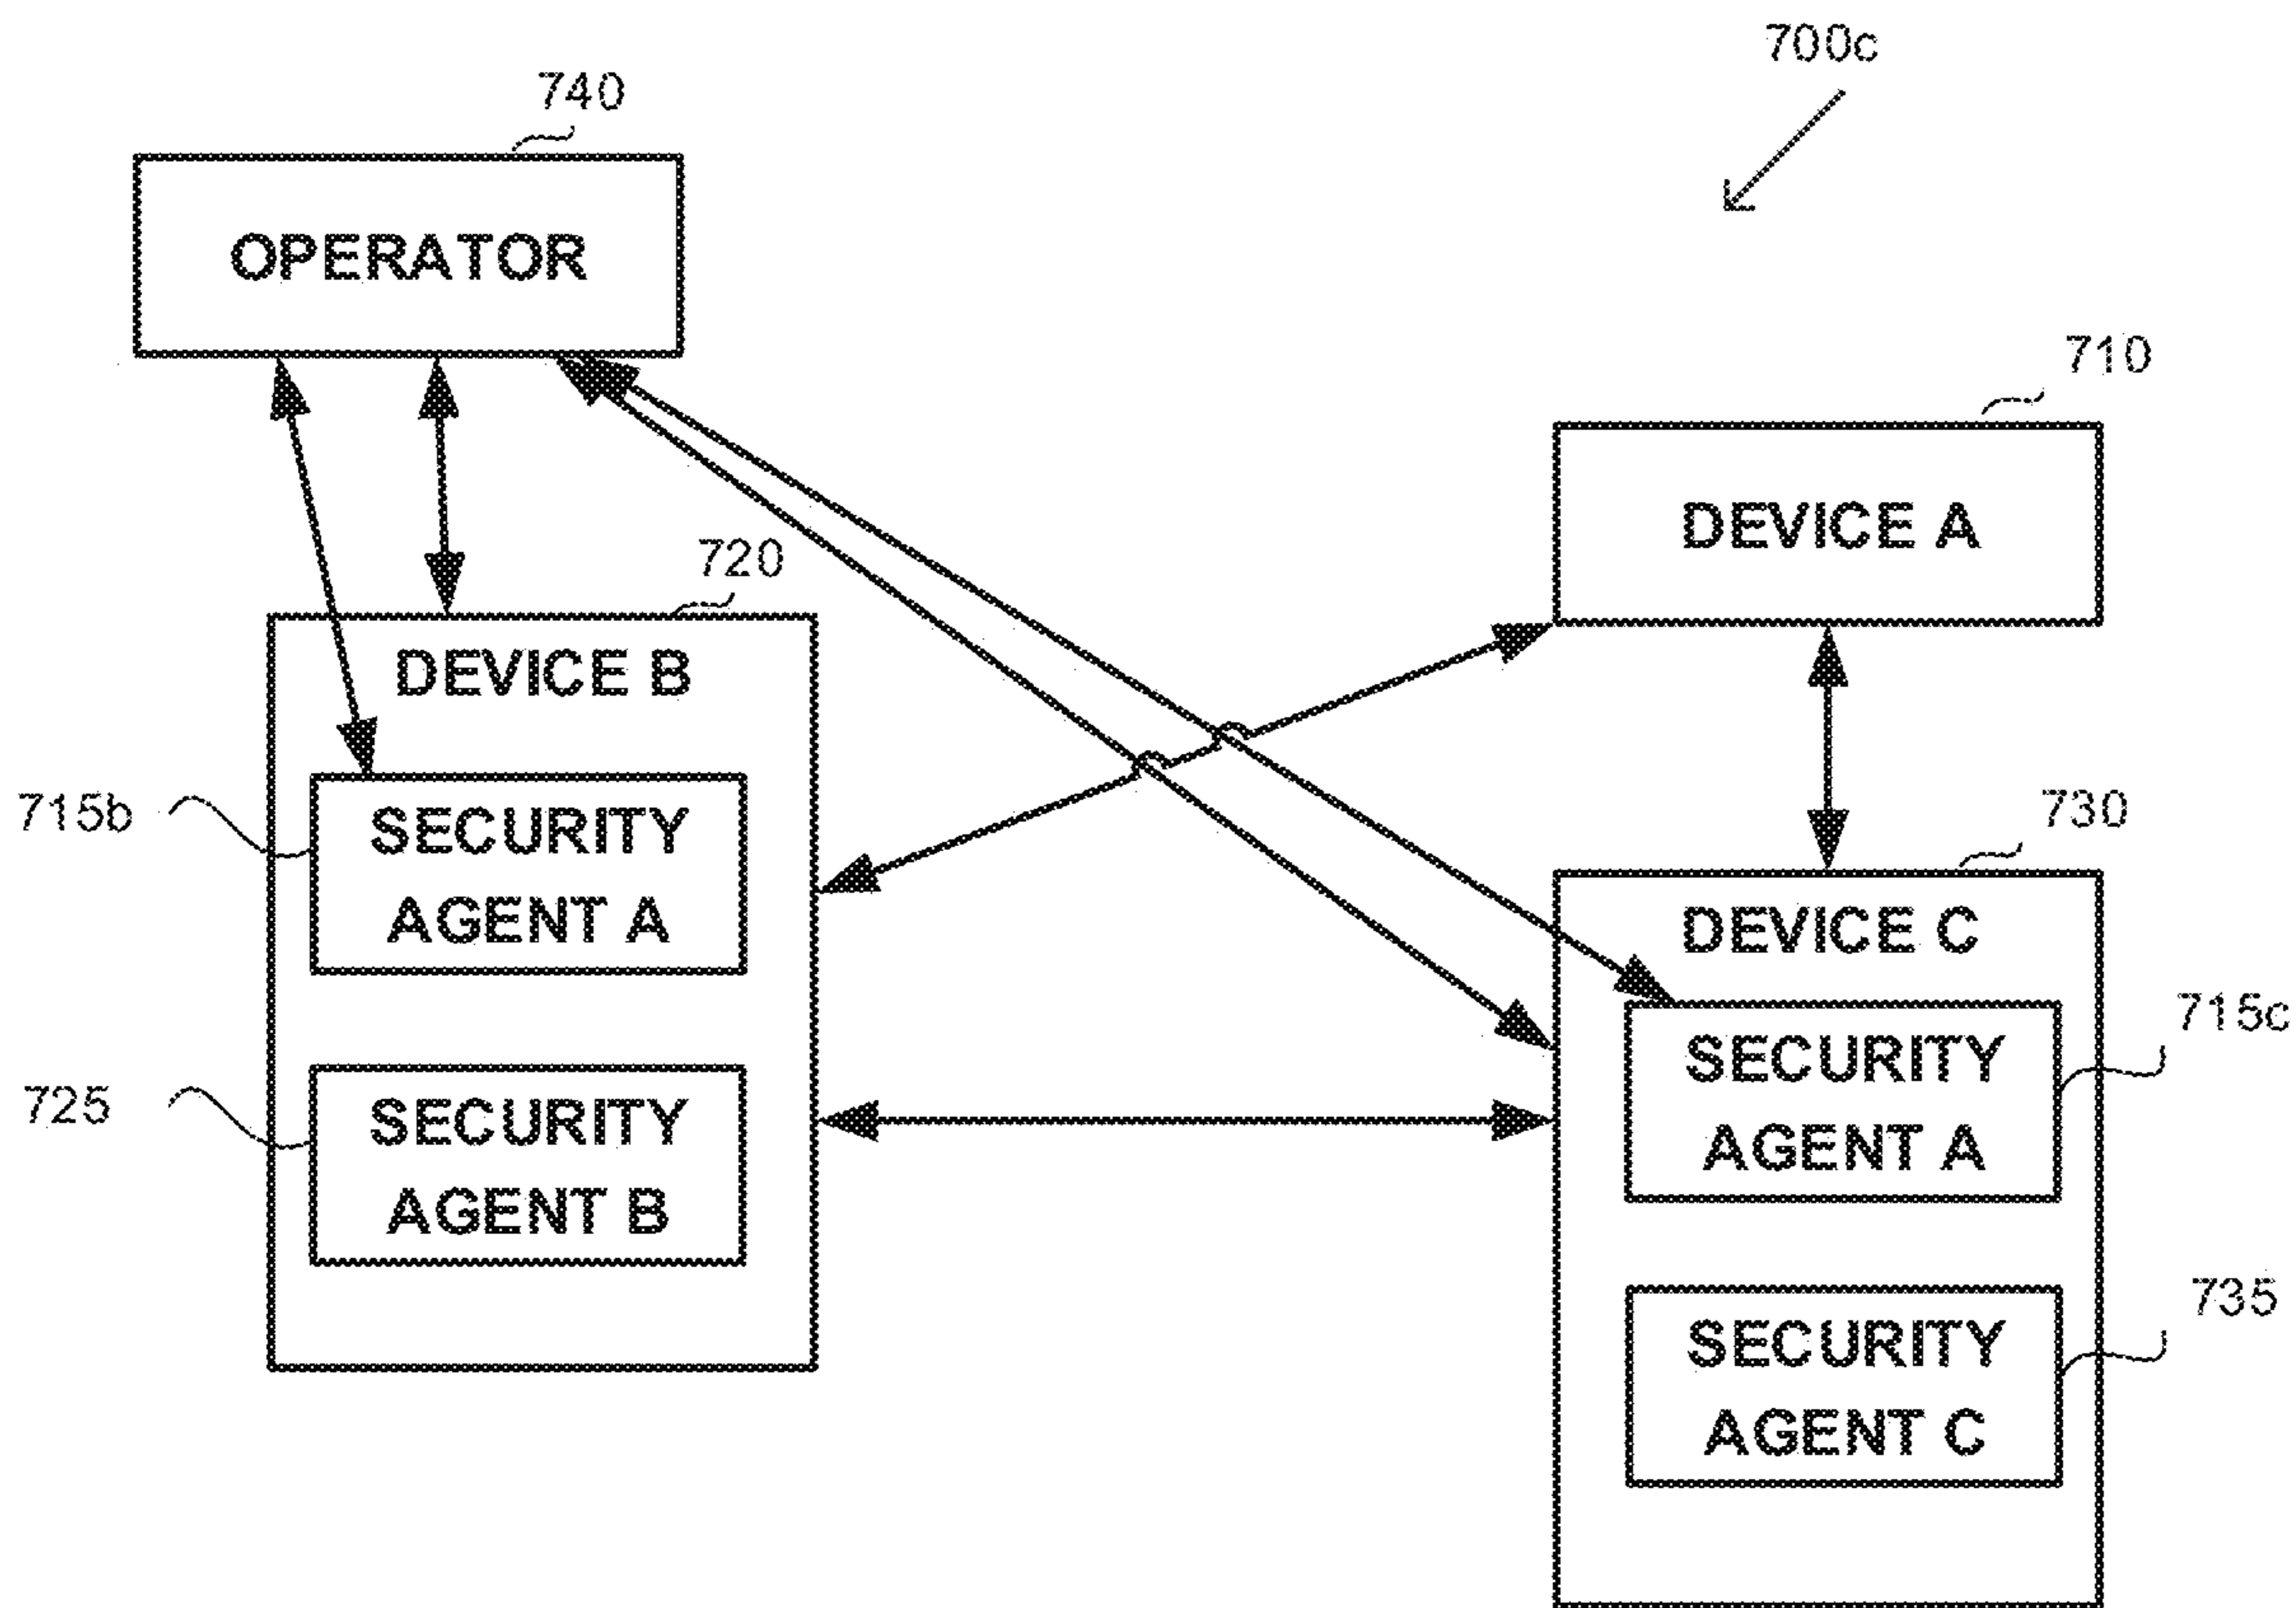 700c
740
OPERATOR
710
DEVICE A
720
DEVICE B
715b
SECURITY
AGENT A
725
SECURITY
AGENT B
730
DEVICE C
715c
SECURITY
AGENT A
735
SECURITY
AGENT C